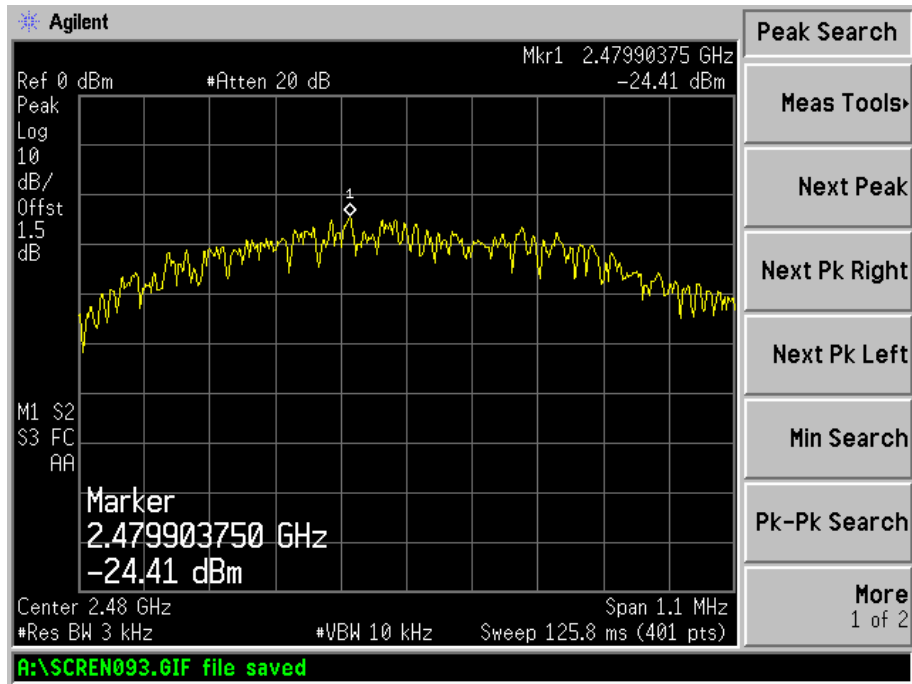 Agilent
Peak Search
Mkr1 2.47990375 GHz
Ref 0 dBm #Atten 20 dB -24.41 dBm
Peak
Log
10
dB/
Offst
1.5
dB
1
M1 S2
S3 FC
AA
Marker
2.479903750 GHz
-24.41 dBm
Center 2.48 GHz Span 1.1 MHz
#Res BW 3 kHz #VBW 10 kHz Sweep 125.8 ms (401 pts)
A:\SCREN093.GIF file saved
Meas Tools
Next Peak
Next Pk Right
Next Pk Left
Min Search
Pk-Pk Search
More
1 of 2